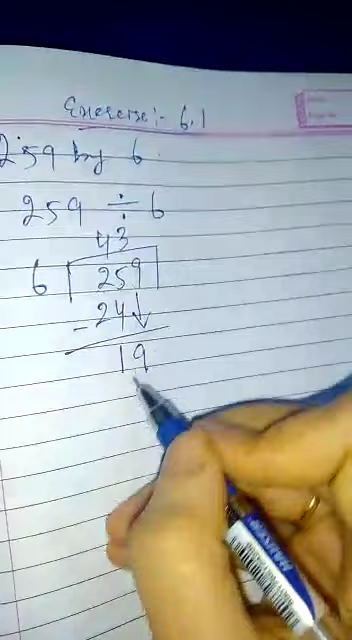 Exercise:- 6.1
259 by 6
259 ÷ 6
43
6 259
- 24↓
19